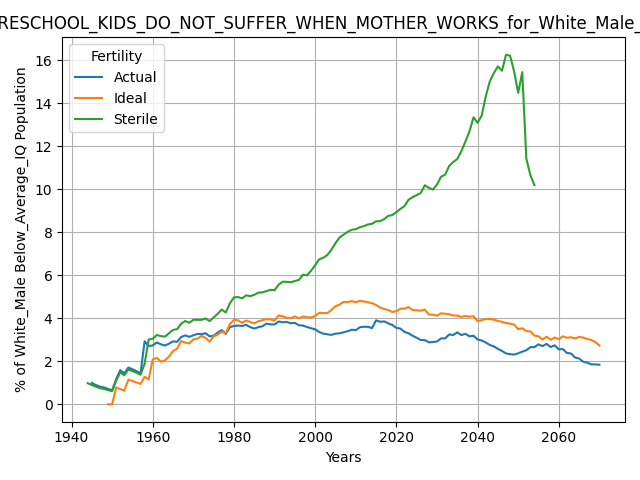 RESCHOOL_KIDS_DO_NOT_SUFFER_WHEN_MOTHER_WORKS_for_White_Male_
Fertility
Actual
Ideal
Sterile
% of White_Male Below_Average_IQ Population
16
14
12
10
8
6
4
2
0
1940 1960 1980 2000 2020 2040 2060
Years